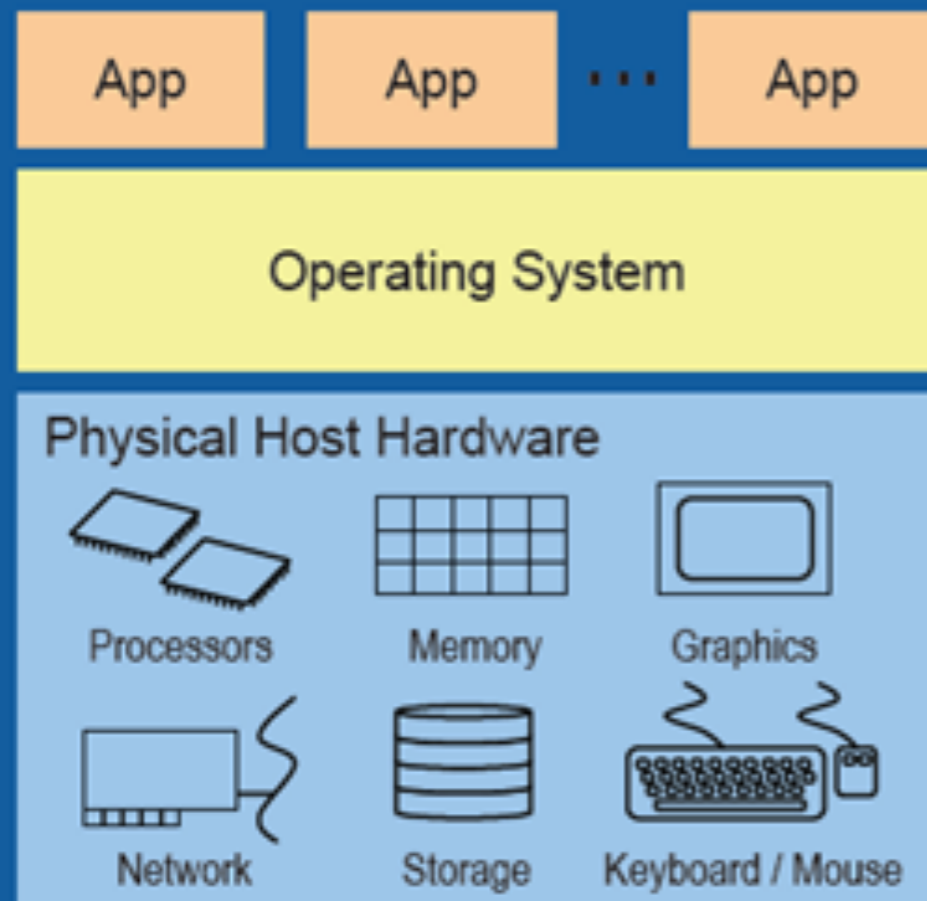 App App ... App
Operating System
Physical Host Hardware
Processors Memory Graphics
Network Storage Keyboard / Mouse